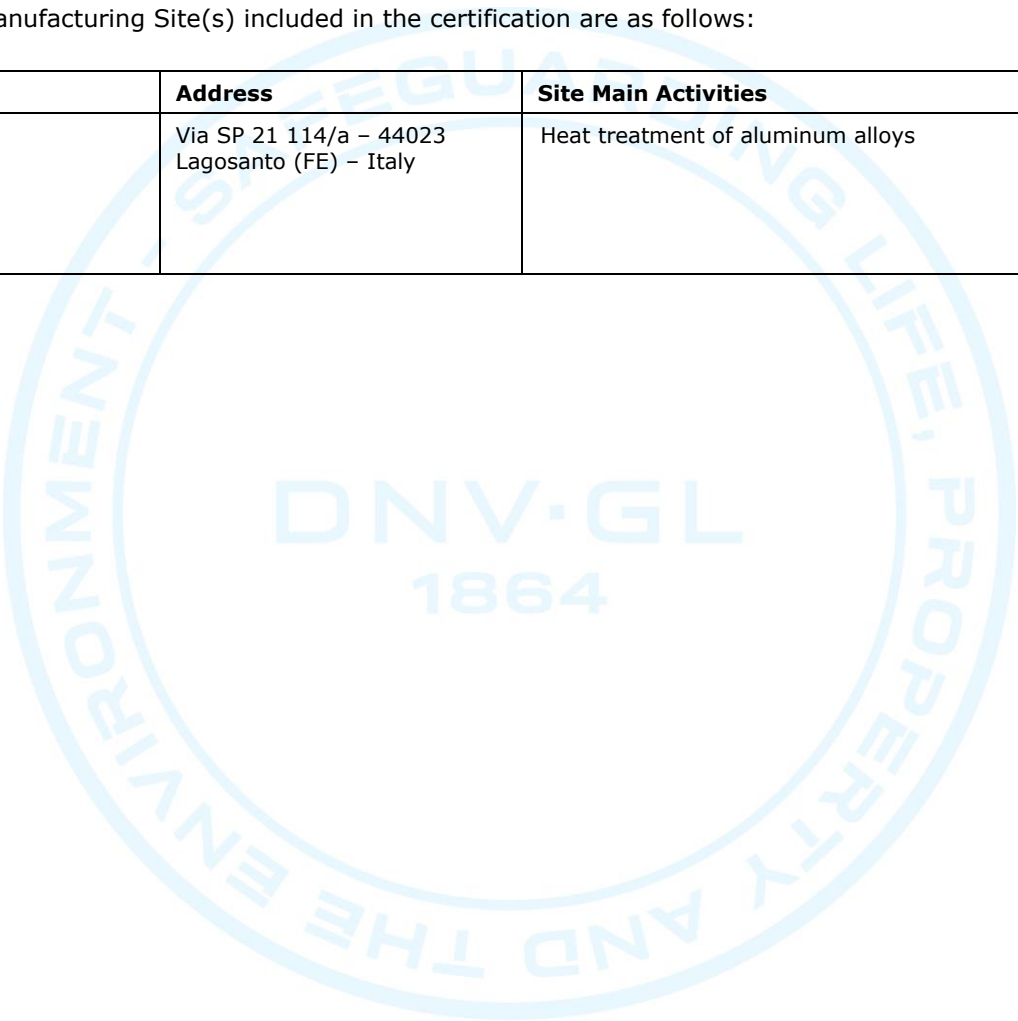 anufacturing Site(s) included in the certification are as follows:
Address
Site Main Activities
Via SP 21 114/a – 44023
Lagosanto (FE) – Italy
Heat treatment of aluminum alloys
SAFEGUARDING LIFE, PROPERTY AND THE ENVIRONMENT -
DNV·GL
1864